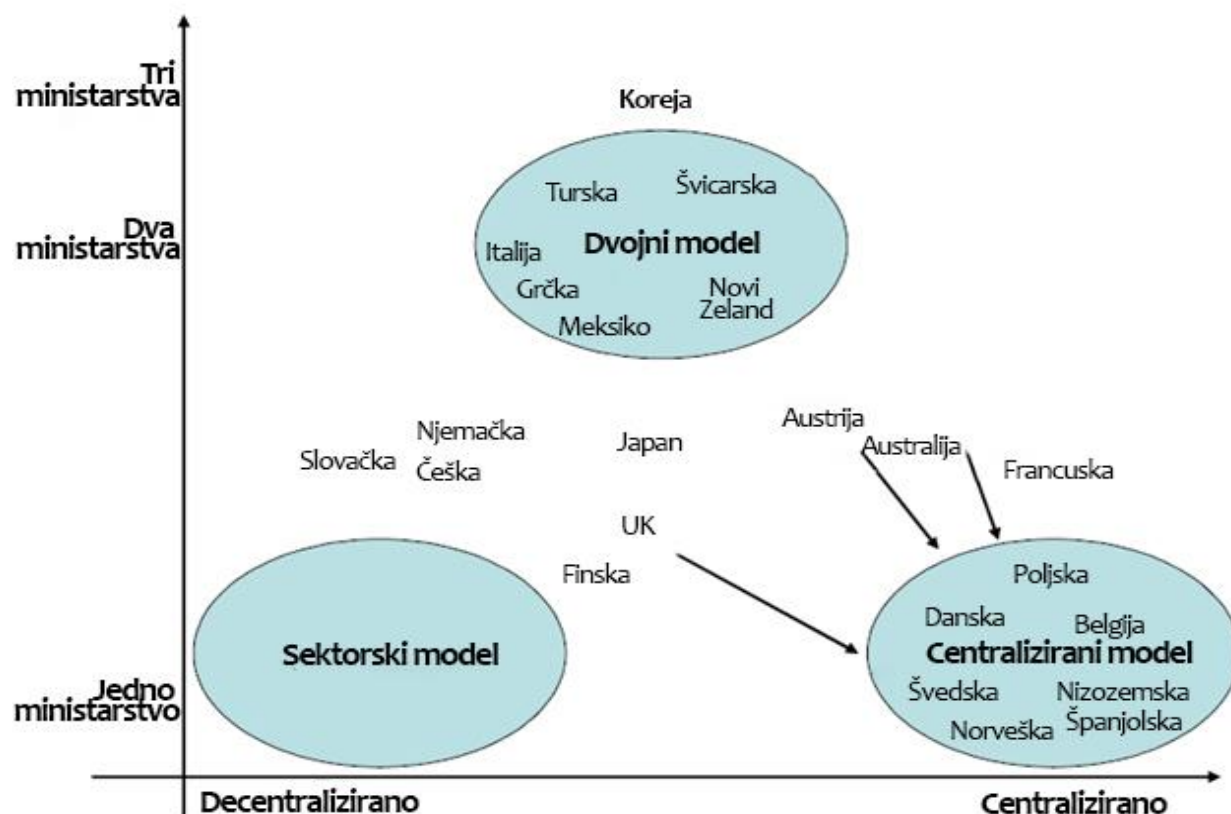 Tri
ministarstva
Koreja
Turska
Švicarska
Dva
ministarstva
Dvojni model
Italija
Grčka
Novi
Zeland
Meksiko
Njemačka
Slovačka
Češka
Japan
Austrija
Australija
Francuska
UK
Finska
Poljska
Danska
Belgija
Sektorski model
Centralizirani model
Jedno
ministarstvo
Švedska
Nizozemska
Norveška
Španjolska
Decentralizirano
Centralizirano